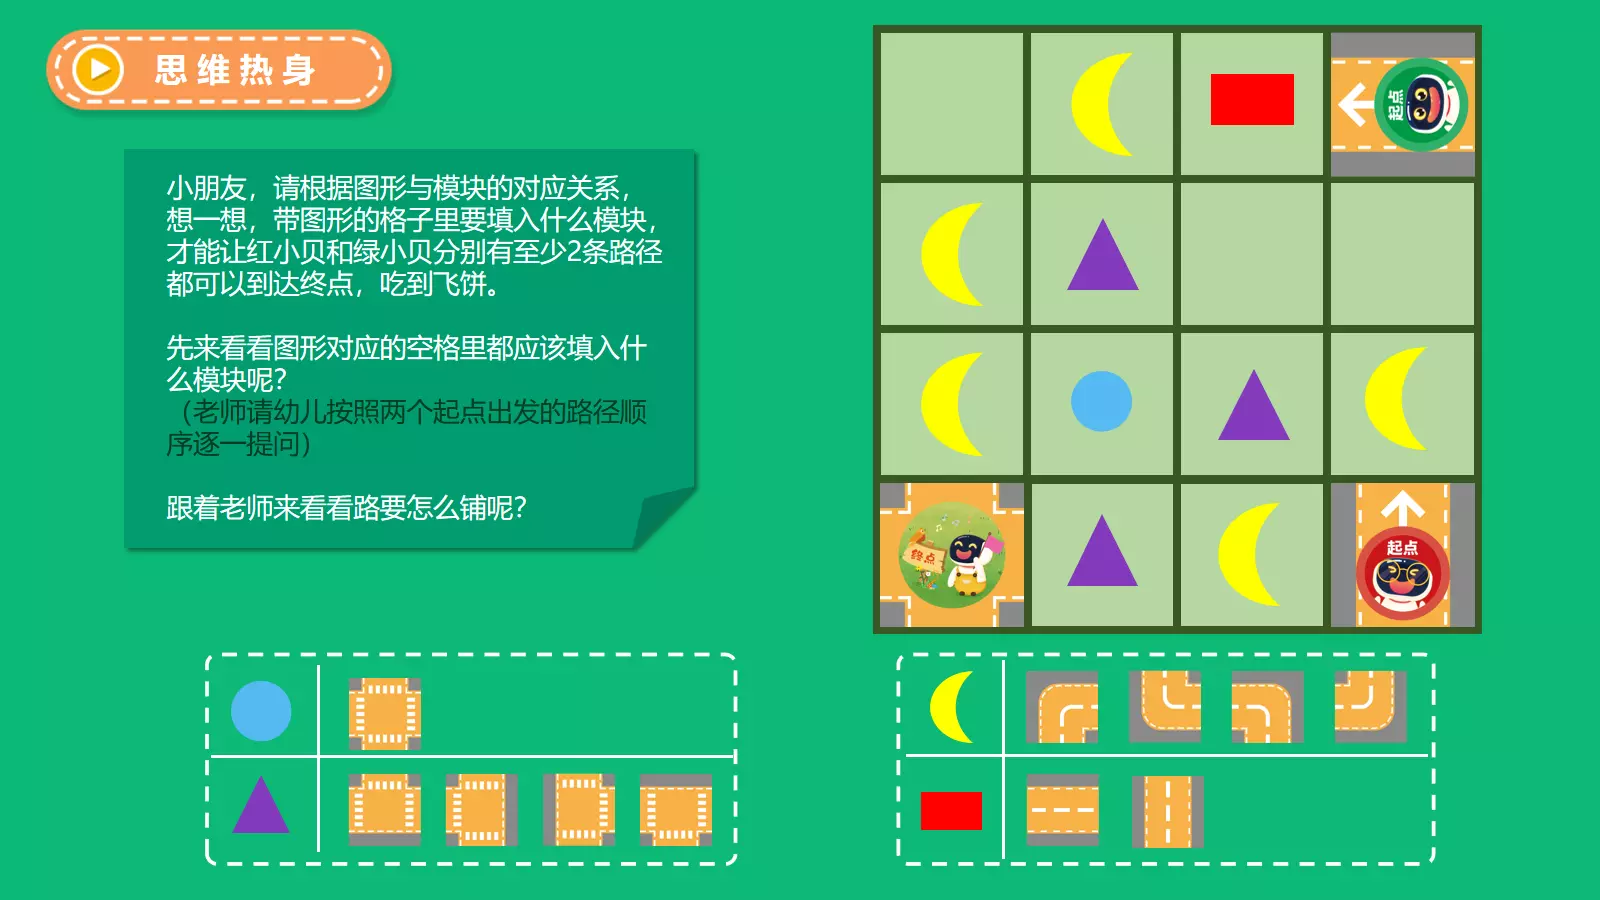 思维热身
小朋友，请根据图形与模块的对应关系，
想一想，带图形的格子里要填入什么模块，
才能让红小贝和绿小贝分别有至少2条路径
都可以到达终点，吃到飞饼。
先来看看图形对应的空格里都应该填入什
么模块呢？
（老师请幼儿按照两个起点出发的路径顺
序逐一提问）
跟着老师来看看路要怎么铺呢？
起点
终点
起点